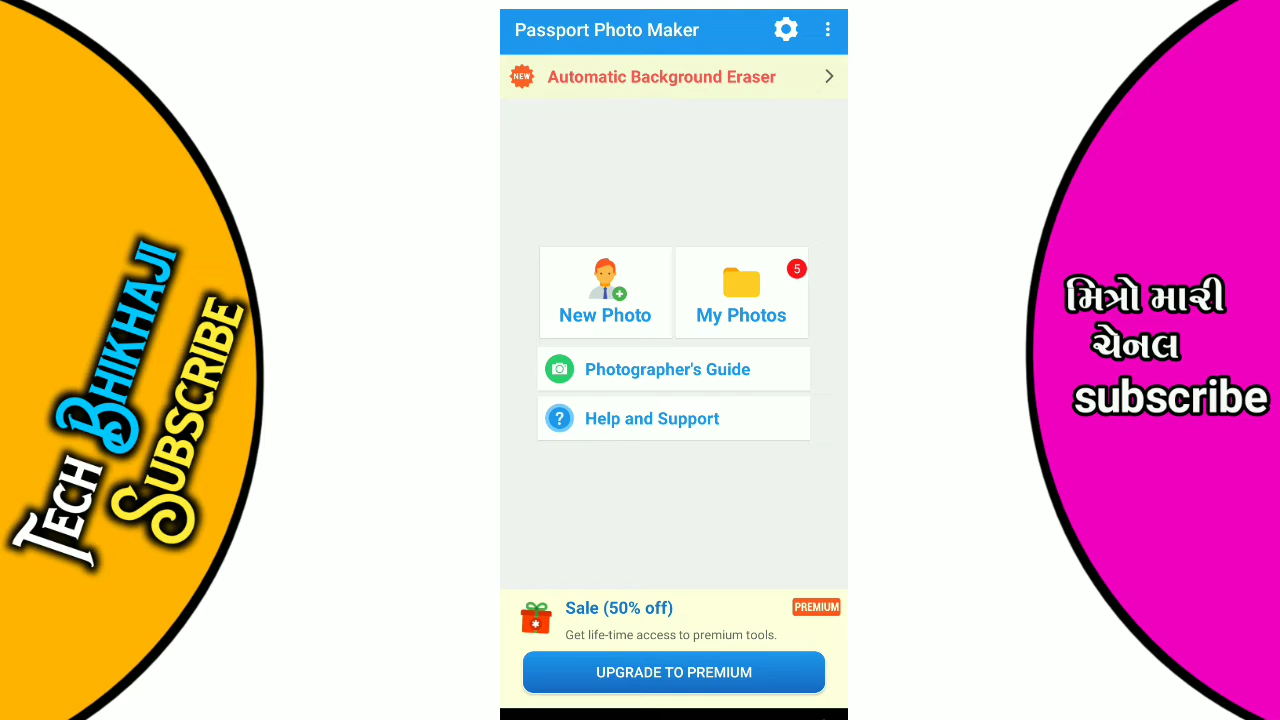 Passport Photo Maker
NEW
Automatic Background Eraser
5
New Photo
My Photos
Photographer's Guide
?
Help and Support
Sale (50% off)
PREMIUM
Get life-time access to premium tools.
UPGRADE TO PREMIUM
Tech Bhikhaji
Subscribe
મિત્રો મારી
ચેનલ
subscribe